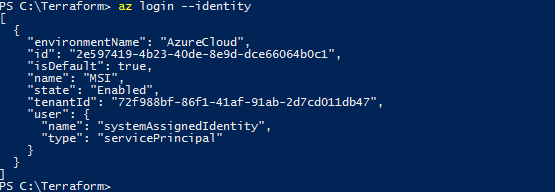 PS C:\Terraform> az login --identity
[
  {
    "environmentName": "AzureCloud",
    "id": "2e597419-4b23-40de-8e9d-dce66064b0c1",
    "isDefault": true,
    "name": "MSI",
    "state": "Enabled",
    "tenantId": "72f988bf-86f1-41af-91ab-2d7cd011db47",
    "user": {
      "name": "systemAssignedIdentity",
      "type": "servicePrincipal"
    }
  }
]
PS C:\Terraform>